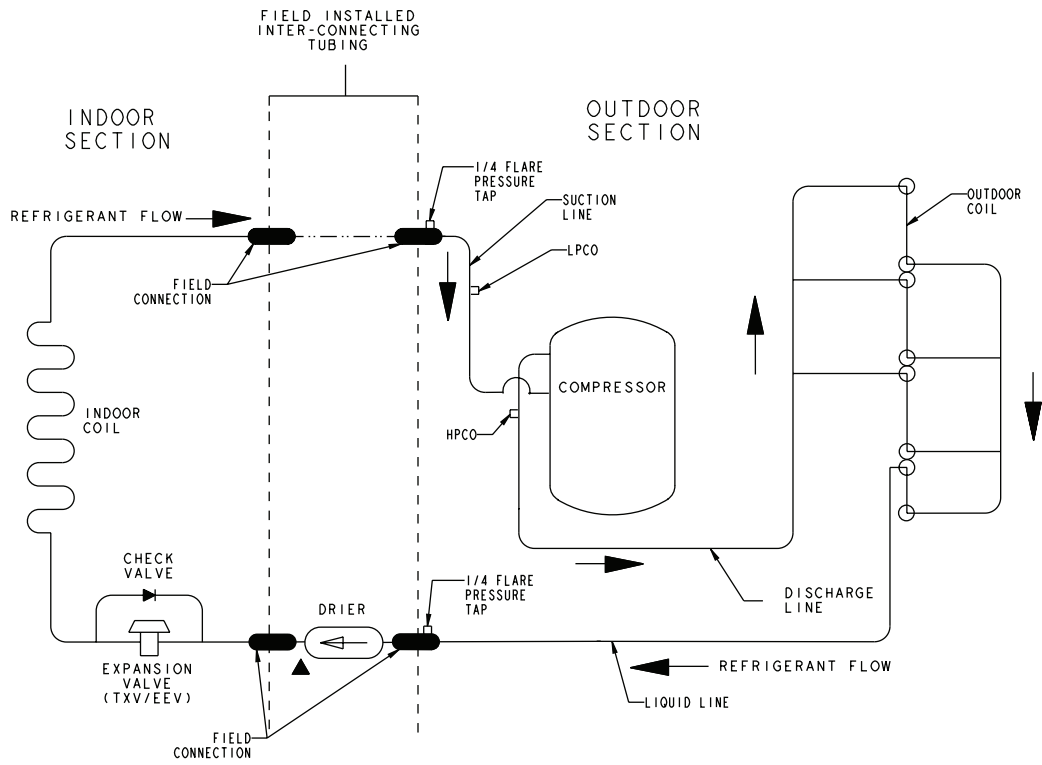 FIELD INSTALLED
INTER-CONNECTING
TUBING
INDOOR
SECTION
OUTDOOR
SECTION
1/4 FLARE
PRESSURE
TAP
SUCTION
LINE
OUTDOOR
COIL
REFRIGERANT FLOW
LPCO
FIELD
CONNECTION
COMPRESSOR
INDOOR
COIL
HPCO
CHECK
VALVE
DRIER
1/4 FLARE
PRESSURE
TAP
DISCHARGE
LINE
EXPANSION
VALVE
(TXV/EEV)
REFRIGERANT FLOW
LIQUID LINE
FIELD
CONNECTION